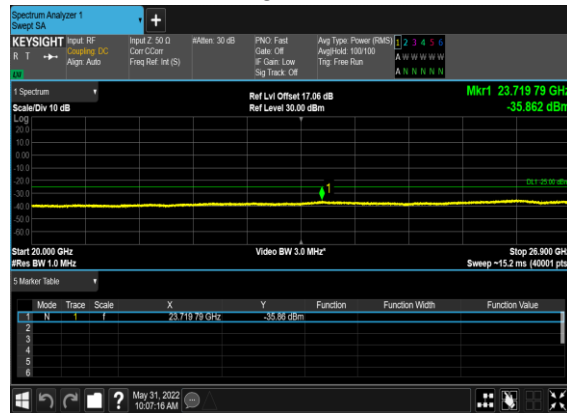 Spectrum Analyzer 1
Swept SA
KEYSIGHT Input: RF Input Z: 50 Ω #Atten: 30 dB PNO: Fast Avg Type: Power (RMS) 1 2 3 4 5 6
R T Coupling: DC Corr CCorr Gate: Off Avg|Hold: 100/100 A W W W W W
Align: Auto Freq Ref: Int (S) IF Gain: Low Trig: Free Run
Sig Track: Off A N N N N N
LW
1 Spectrum Ref Lvl Offset 17.06 dB Mkr1 23.719 79 GHz
Scale/Div 10 dB Ref Level 30.00 dBm -35.862 dBm
Log
20.0
10.0
0.00
-10.0
-20.0
DL1 -25.00 dBm
1
-30.0
-40.0
-50.0
-60.0
Start 20.000 GHz Video BW 3.0 MHz* Stop 26.900 GHz
#Res BW 1.0 MHz Sweep ~15.2 ms (40001 pts)
5 Marker Table
Mode Trace Scale X Y Function Function Width Function Value
1 N 1 f 23.719 79 GHz -35.86 dBm
2
3
4
5
6
? May 31, 2022
10:07:16 AM